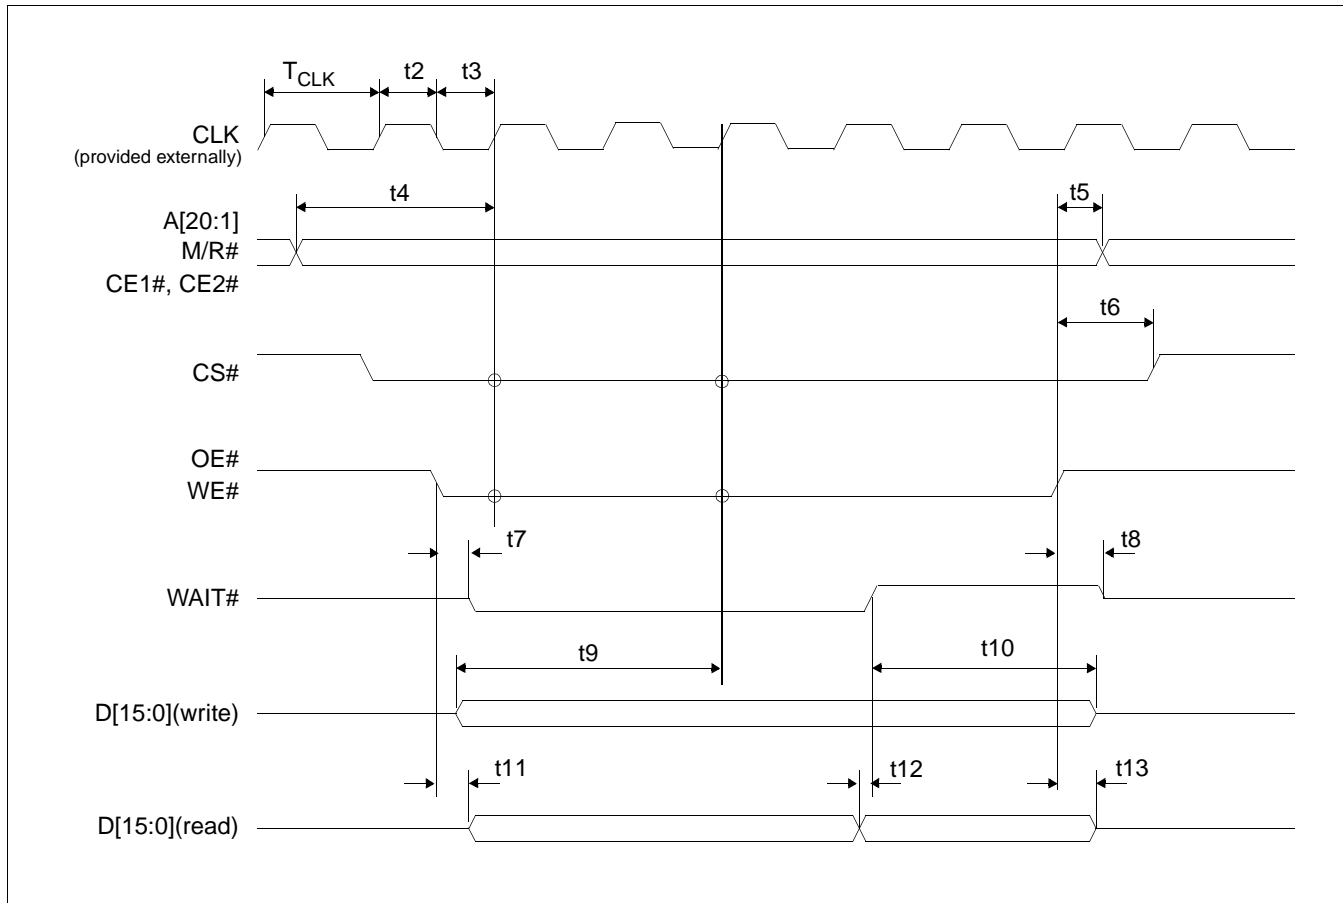 TCLK
t2
t3
CLK
(provided externally)
t4
t5
A[20:1]
M/R#
CE1#, CE2#
t6
CS#
OE#
WE#
t7
t8
WAIT#
t9
t10
D[15:0](write)
t11
t12
t13
D[15:0](read)